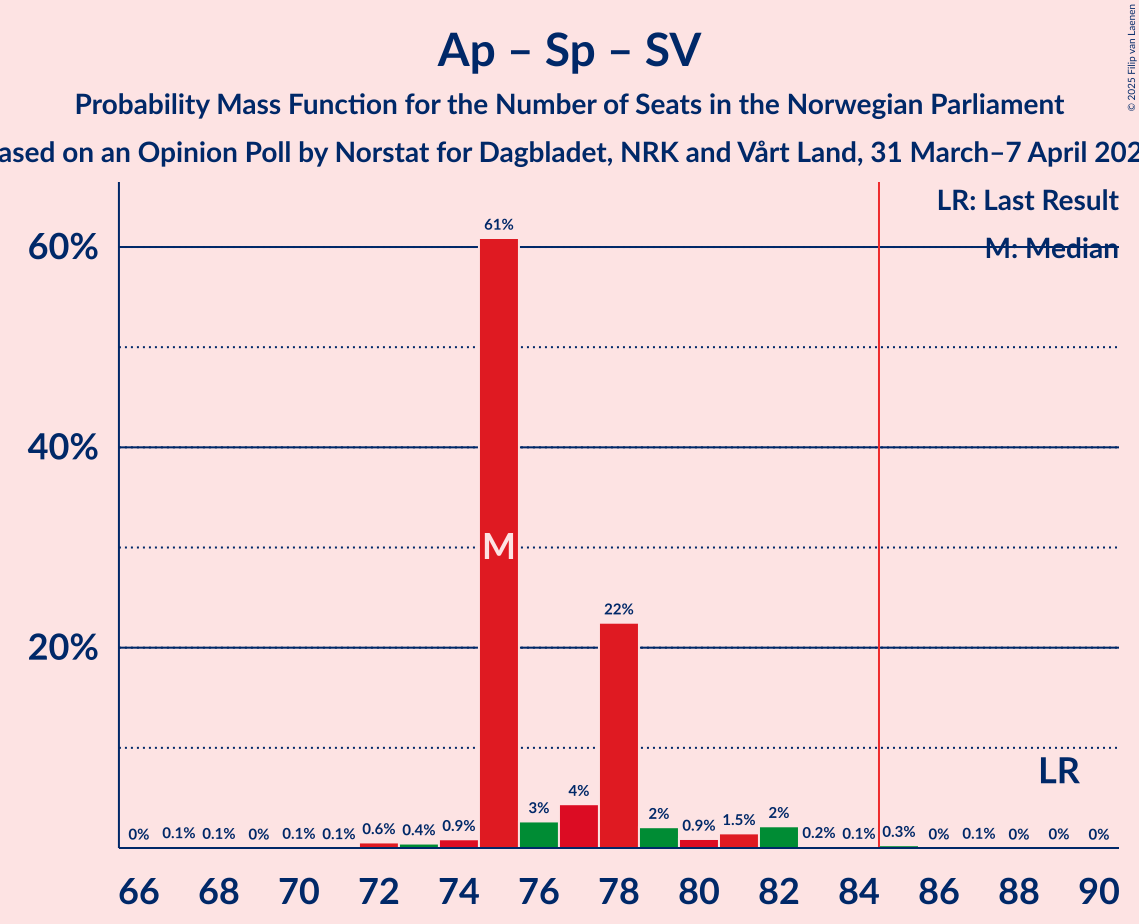 Ap – Sp – SV
Probability Mass Function for the Number of Seats in the Norwegian Parliament
ased on an Opinion Poll by Norstat for Dagbladet, NRK and Vårt Land, 31 March–7 April 202
© 2025 Filip van Laenen
LR: Last Result
M: Median
60%
40%
20%
61%
M
22%
LR
0% 0.1% 0.1% 0% 0.1% 0.1% 0.6% 0.4% 0.9% 3% 4% 2% 0.9% 1.5% 2% 0.2% 0.1% 0.3% 0% 0.1% 0% 0% 0%
66 68 70 72 74 76 78 80 82 84 86 88 90